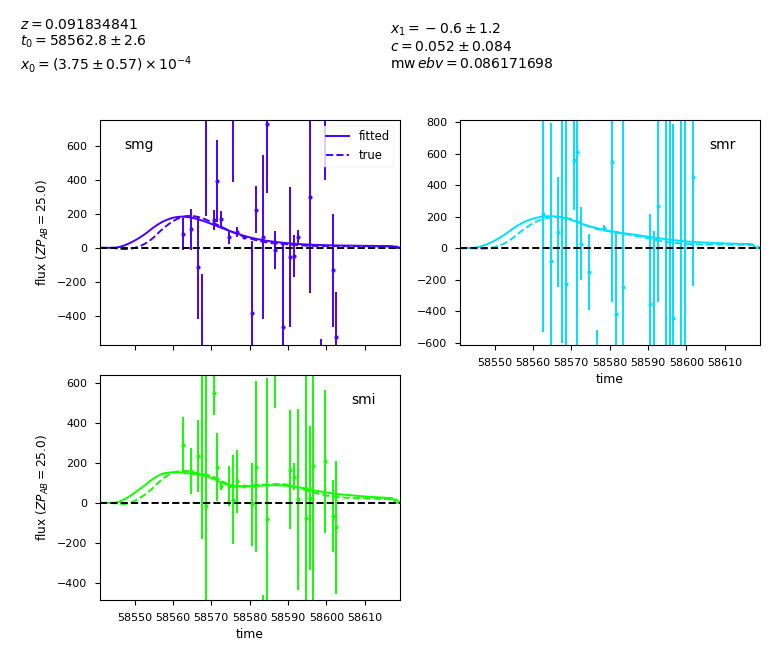 z = 0.091834841
t₀ = 58562.8 ± 2.6
x₀ = (3.75 ± 0.57) × 10⁻⁴
x₁ = −0.6 ± 1.2
c = 0.052 ± 0.084
mw ebv = 0.086171698
smg
fitted
true
600
400
200
0
−200
−400
flux (ZP_AB = 25.0)
smr
800
600
400
200
0
−200
−400
−600
58550 58560 58570 58580 58590 58600 58610
time
smi
600
400
200
0
−200
−400
flux (ZP_AB = 25.0)
58550 58560 58570 58580 58590 58600 58610
time